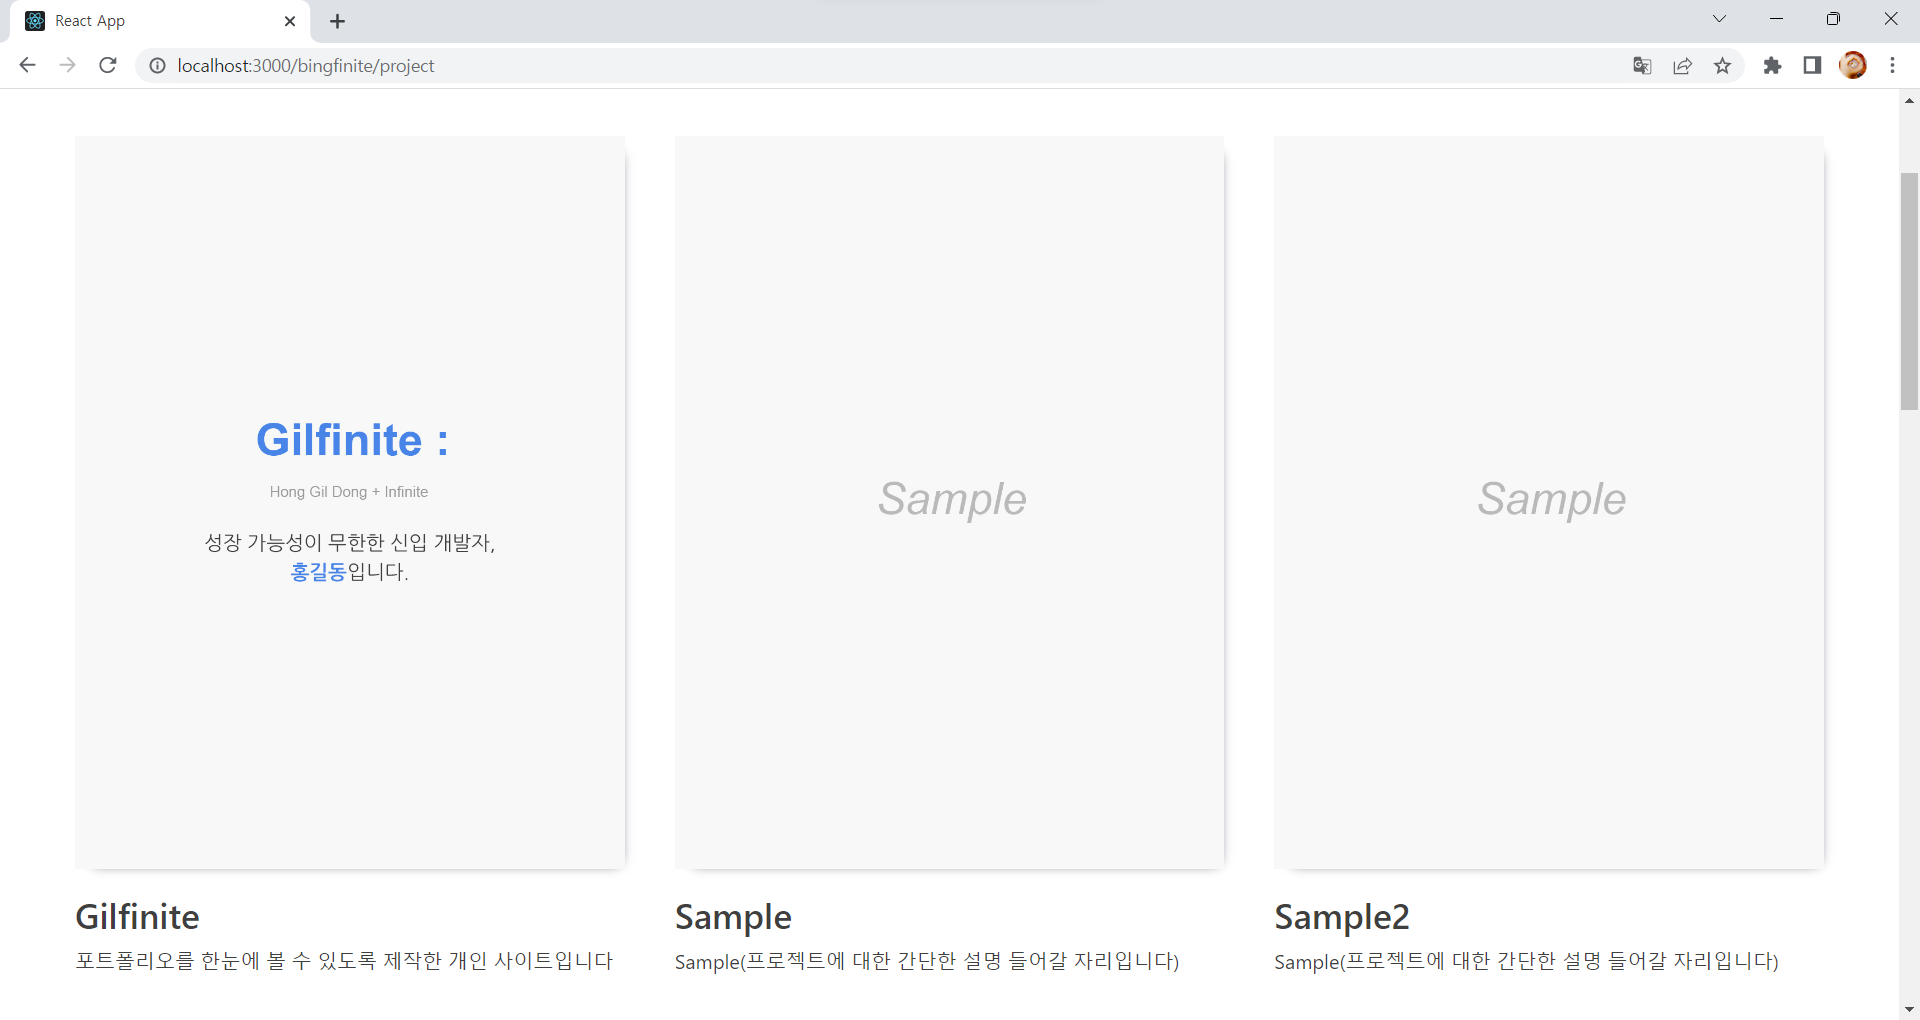 React App
localhost:3000/bingfinite/project
Gilfinite :
Hong Gil Dong + Infinite
성장 가능성이 무한한 신입 개발자,
홍길동입니다.
Sample
Sample
Gilfinite
포트폴리오를 한눈에 볼 수 있도록 제작한 개인 사이트입니다
Sample
Sample(프로젝트에 대한 간단한 설명 들어갈 자리입니다)
Sample2
Sample(프로젝트에 대한 간단한 설명 들어갈 자리입니다)